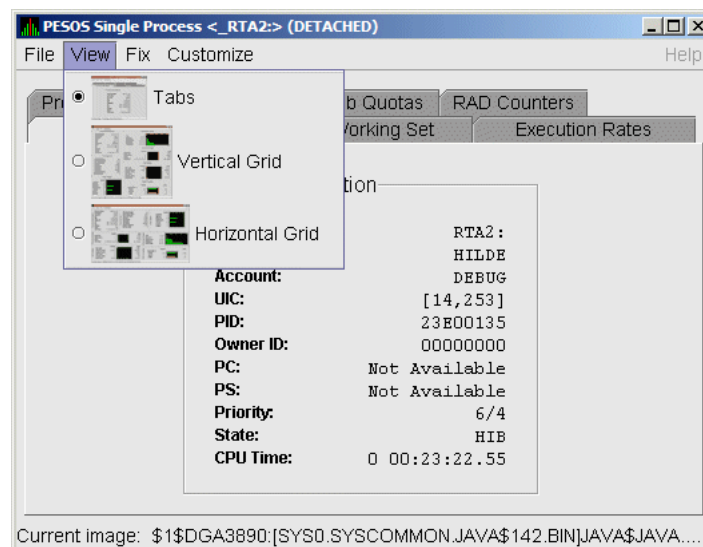 PESOS Single Process <_RTA2:> (DETACHED)
File View Fix Customize Help
Tabs
Vertical Grid
Horizontal Grid
Pr b Quotas RAD Counters
Working Set Execution Rates
tion
RTA2:
HILDE
Account: DEBUG
UIC: [14,253]
PID: 23E00135
Owner ID: 00000000
PC: Not Available
PS: Not Available
Priority: 6/4
State: HIB
CPU Time: 0 00:23:22.55
Current image: $1$DGA3890:[SYS0.SYSCOMMON.JAVA$142.BIN]JAVA$JAVA....